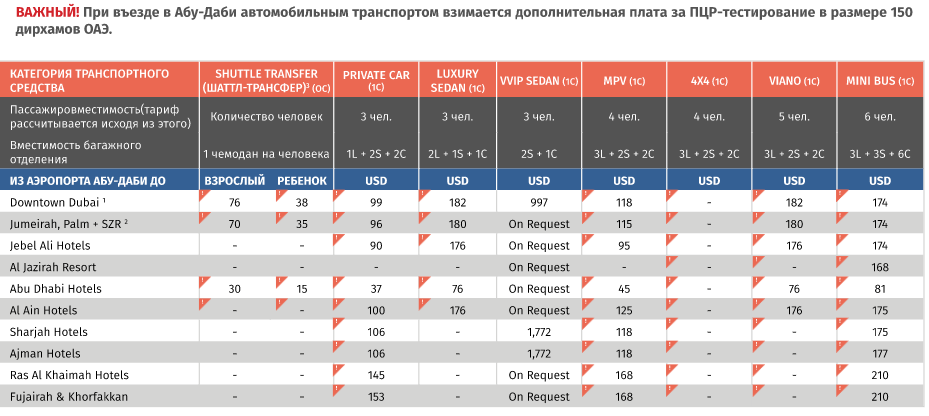 ВАЖНЫЙ! При въезде в Абу-Даби автомобильным транспортом взимается дополнительная плата за ПЦР-тестирование в размере 150
дирхамов ОАЭ.
КАТЕГОРИЯ ТРАНСПОРТНОГО СРЕДСТВА SHUTTLE TRANSFER (ШАТТЛ-ТРАНСФЕР)³ (OC) PRIVATE CAR (1C) LUXURY SEDAN (1C) VVIP SEDAN (1C) MPV (1C) 4X4 (1C) VIANO (1C) MINI BUS (1C)
Пассажировместимость(тариф рассчитывается исходя из этого) Количество человек 3 чел. 3 чел. 3 чел. 4 чел. 4 чел. 5 чел. 6 чел.
Вместимость багажного отделения 1 чемодан на человека 1L + 2S + 2C 2L + 1S + 1C 2S + 1C 3L + 2S + 2C 3L + 2S + 2C 3L + 2S + 2C 3L + 3S + 6C
ИЗ АЭРОПОРТА АБУ-ДАБИ ДО ВЗРОСЛЫЙ РЕБЕНОК USD USD USD USD USD USD USD
Downtown Dubai ¹ 76 38 99 182 997 118 - 182 174
Jumeirah, Palm + SZR ² 70 35 96 180 On Request 115 - 180 174
Jebel Ali Hotels - - 90 176 On Request 95 - 176 174
Al Jazirah Resort - - - - On Request - - - 168
Abu Dhabi Hotels 30 15 37 76 On Request 45 - 76 81
Al Ain Hotels - - 100 176 On Request 125 - 176 175
Sharjah Hotels - - 106 - 1,772 118 - - 175
Ajman Hotels - - 106 - 1,772 118 - - 177
Ras Al Khaimah Hotels - - 145 - On Request 168 - - 210
Fujairah & Khorfakkan - - 153 - On Request 168 - - 210